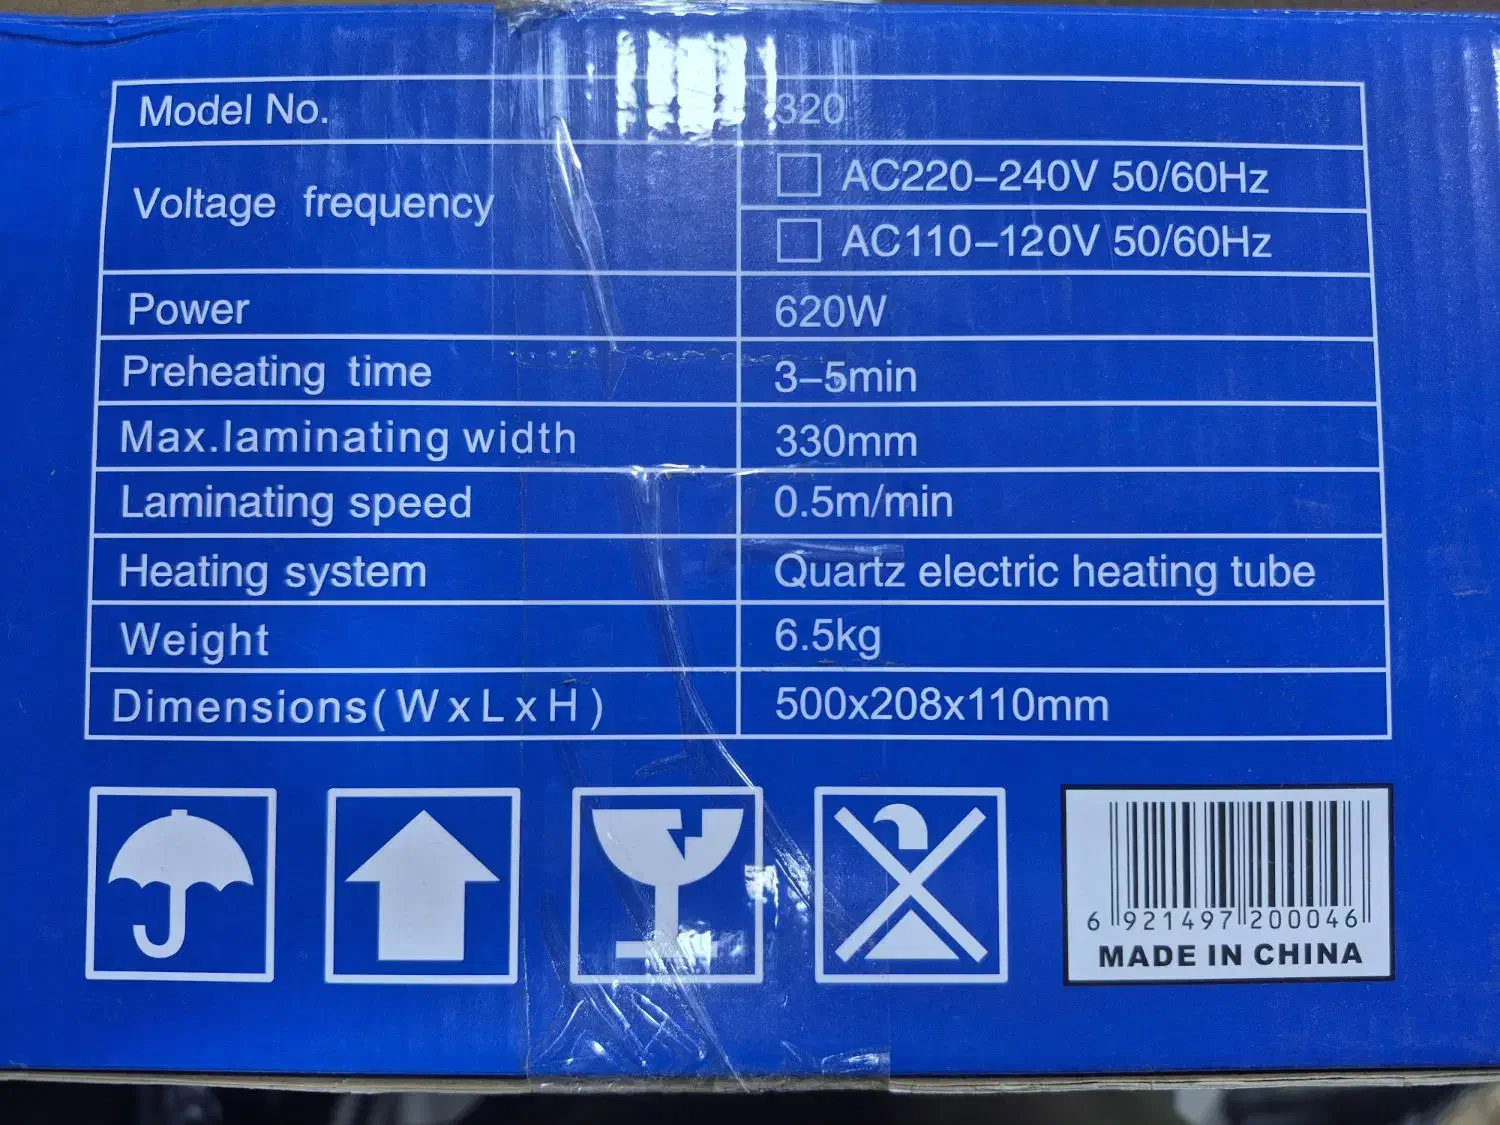 Model No. 320
Voltage frequency
AC220–240V 50/60Hz
AC110–120V 50/60Hz
Power 620W
Preheating time 3–5min
Max.laminating width 330mm
Laminating speed 0.5m/min
Heating system Quartz electric heating tube
Weight 6.5kg
Dimensions(WxLxH) 500x208x110mm
6 921497 200046
MADE IN CHINA